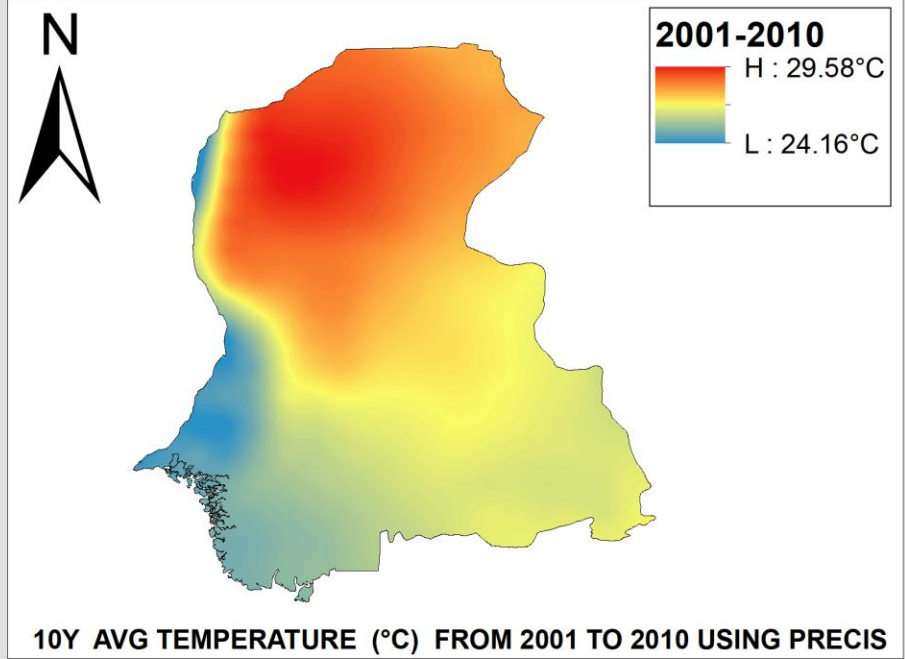 N
2001-2010
H : 29.58°C
L : 24.16°C
10Y AVG TEMPERATURE (°C) FROM 2001 TO 2010 USING PRECIS